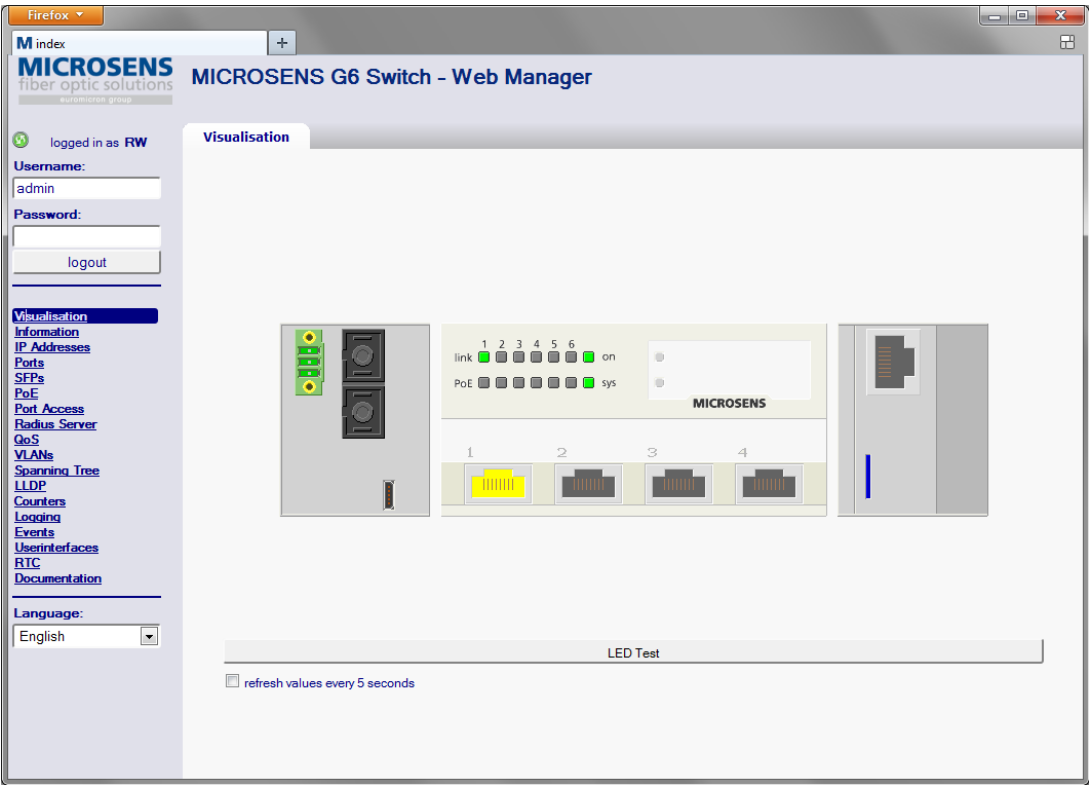 Firefox
M index
MICROSENS
fiber optic solutions
euromicron group
MICROSENS G6 Switch - Web Manager
logged in as RW
Visualisation
Username:
admin
Password:
logout
Visualisation
Information
IP Addresses
Ports
SFPs
PoE
Port Access
Radius Server
QoS
VLANs
Spanning Tree
LLDP
Counters
Logging
Events
Userinterfaces
RTC
Documentation
Language:
English
1 2 3 4 5 6
link on
PoE sys
MICROSENS
1 2 3 4
LED Test
refresh values every 5 seconds